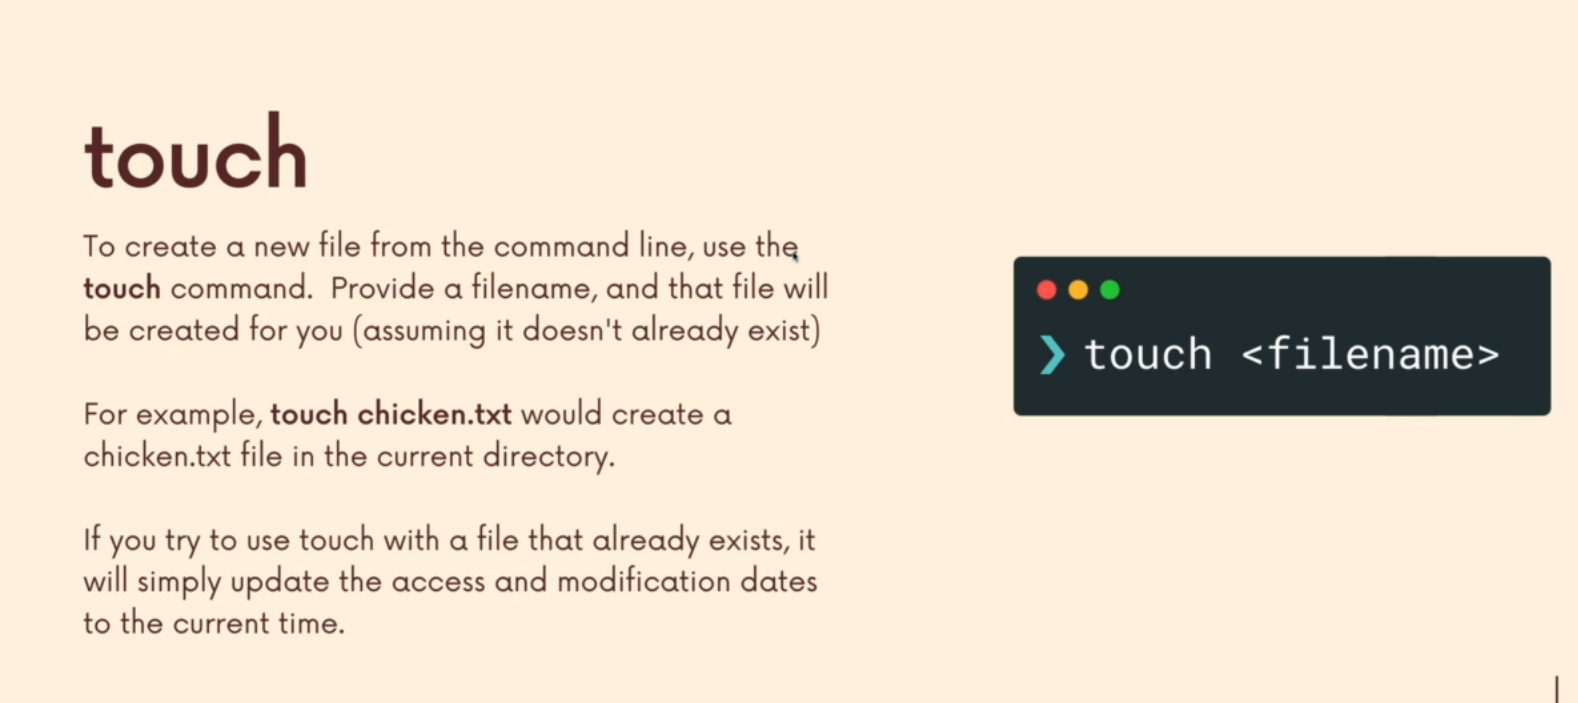 touch
To create a new file from the command line, use the
touch command.  Provide a filename, and that file will
be created for you (assuming it doesn't already exist)
For example, touch chicken.txt would create a
chicken.txt file in the current directory.
If you try to use touch with a file that already exists, it
will simply update the access and modification dates
to the current time.
❯ touch <filename>